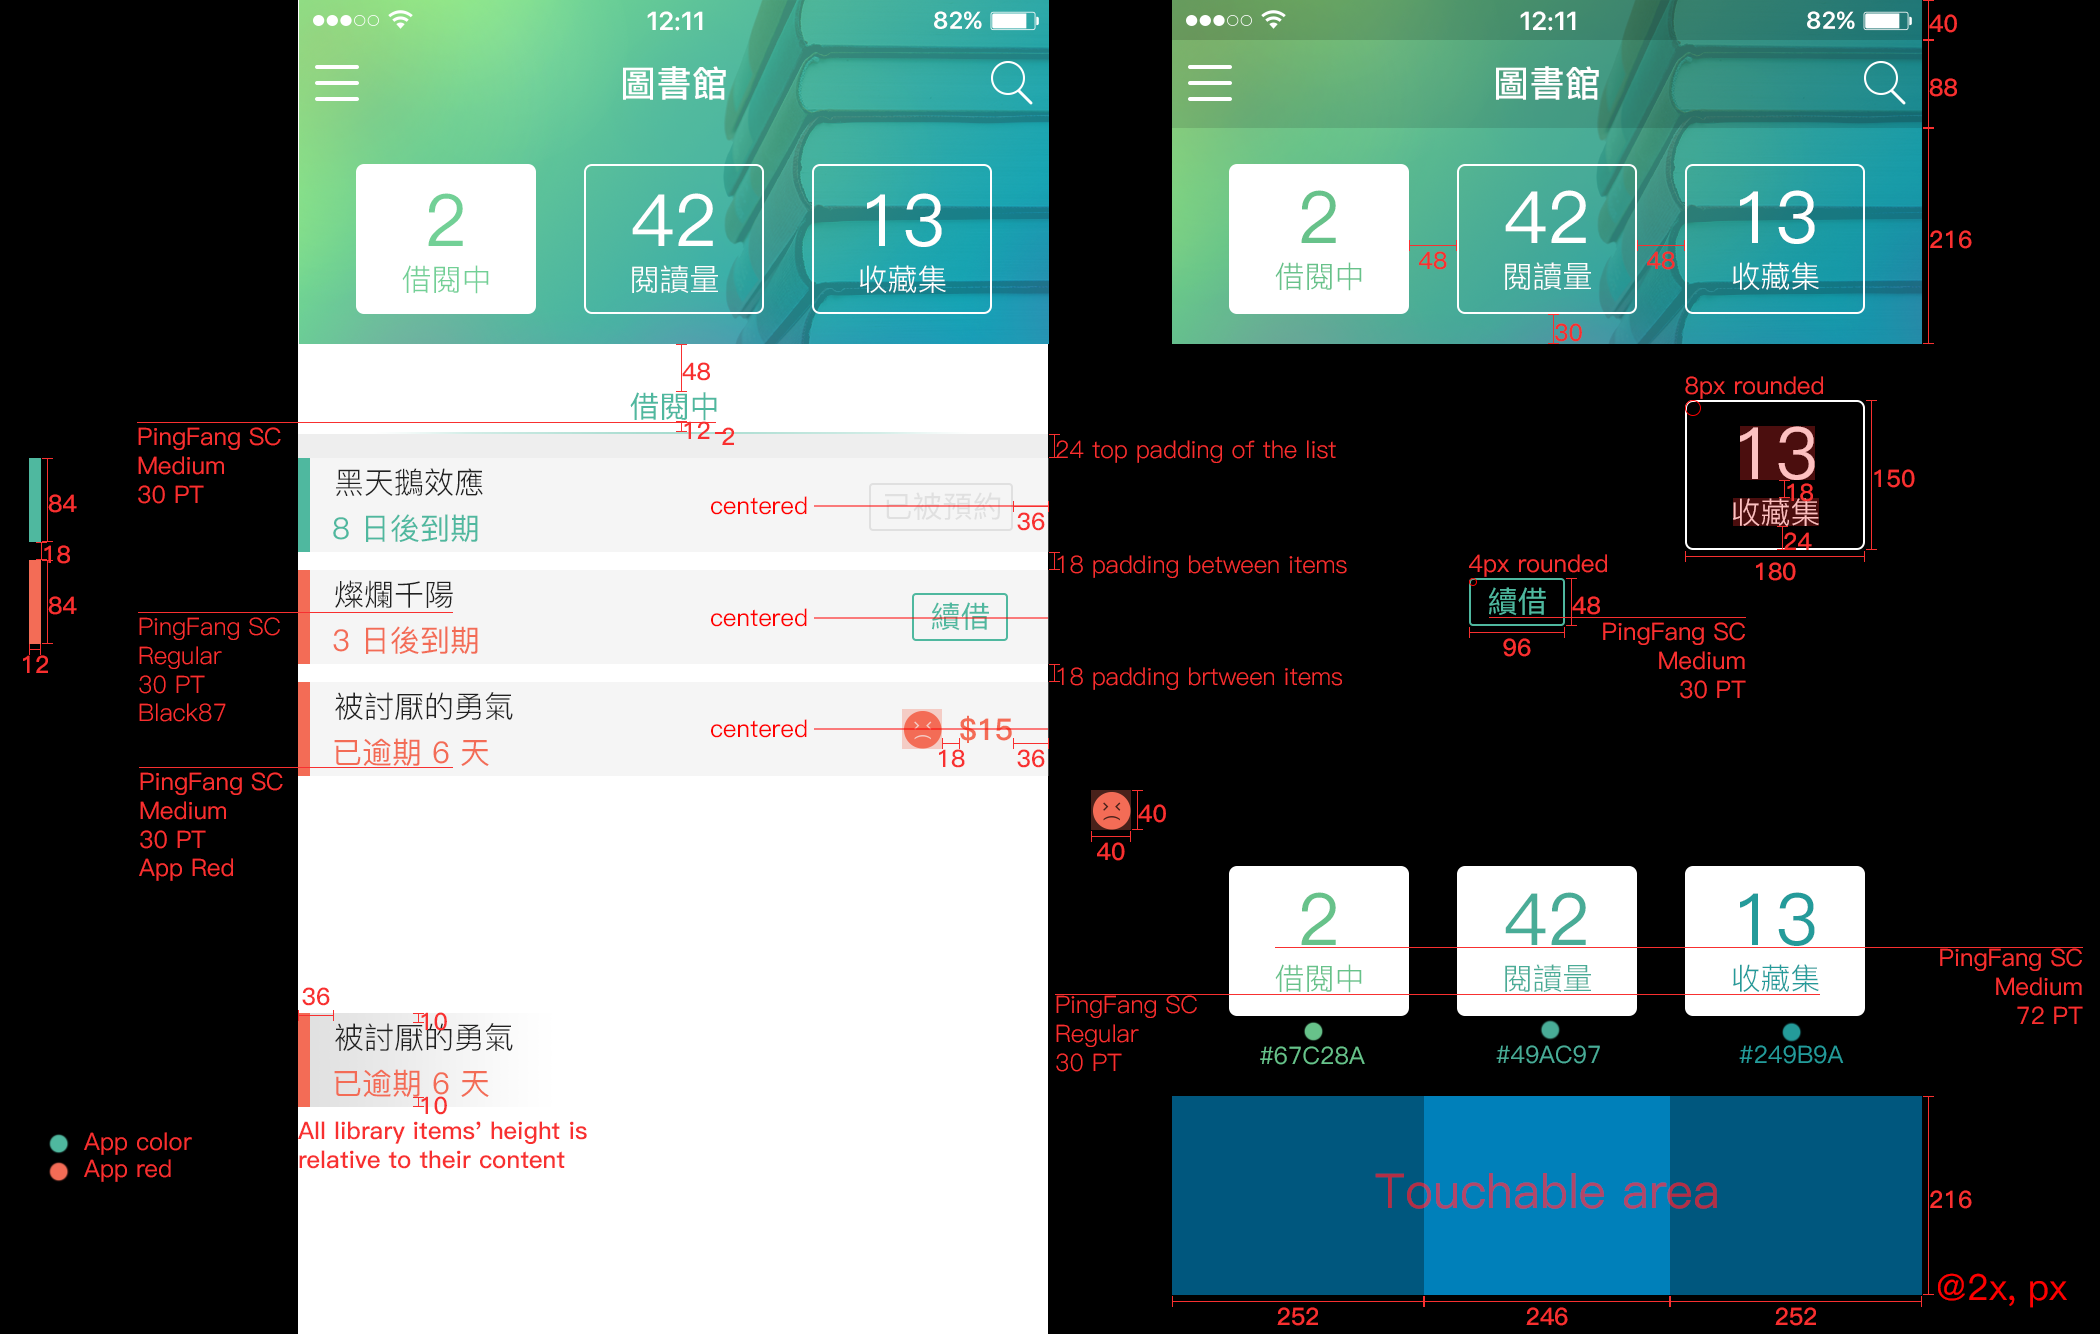 12:11
82%
圖書館
2
借閱中
42
閱讀量
13
收藏集
48
借閱中
12
2
PingFang SC
Medium
30 PT
24 top padding of the list
黑天鵝效應
8 日後到期
centered
已被預約
36
18 padding between items
燦爛千陽
3 日後到期
centered
續借
PingFang SC
Regular
30 PT
Black87
18 padding brtween items
被討厭的勇氣
已逾期 6 天
centered
$15
18
36
PingFang SC
Medium
30 PT
App Red
84
18
84
12
36
10
被討厭的勇氣
已逾期 6 天
10
All library items’ height is
relative to their content
App color
App red
12:11
82%
圖書館
2
借閱中
42
閱讀量
13
收藏集
48
48
30
40
88
216
8px rounded
13
18
收藏集
24
150
180
4px rounded
續借
48
96
PingFang SC
Medium
30 PT
40
40
2
借閱中
42
閱讀量
13
收藏集
PingFang SC
Medium
72 PT
PingFang SC
Regular
30 PT
#67C28A
#49AC97
#249B9A
Touchable area
216
252
246
252
@2x, px